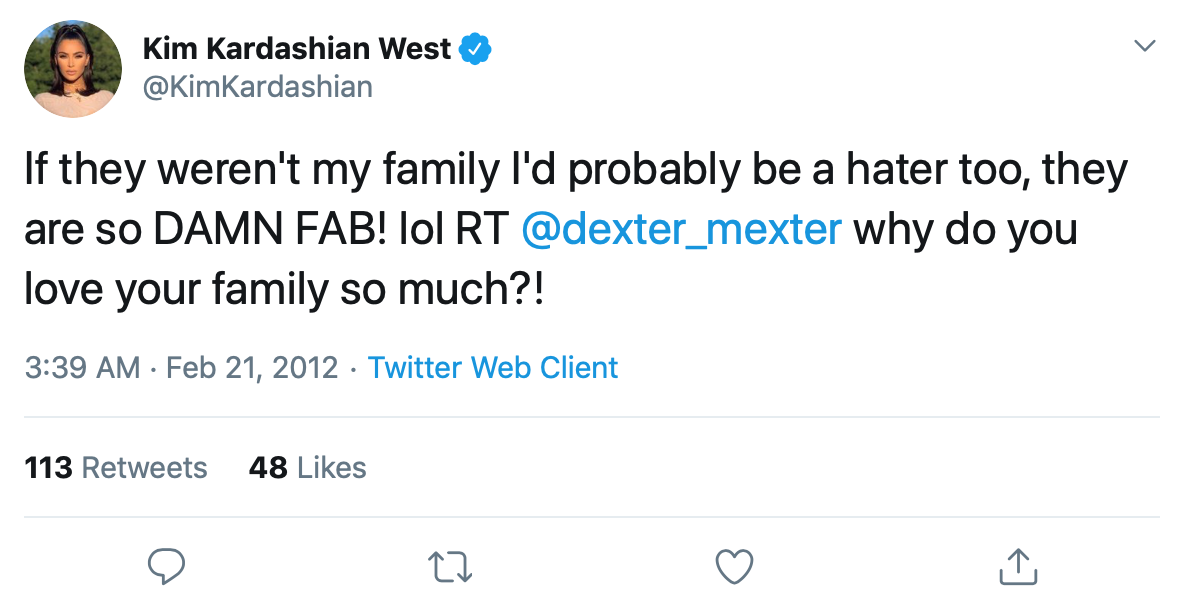 Kim Kardashian West
@KimKardashian
If they weren't my family I'd probably be a hater too, they
are so DAMN FAB! lol RT @dexter_mexter why do you
love your family so much?!
3:39 AM · Feb 21, 2012 · Twitter Web Client
113 Retweets 48 Likes